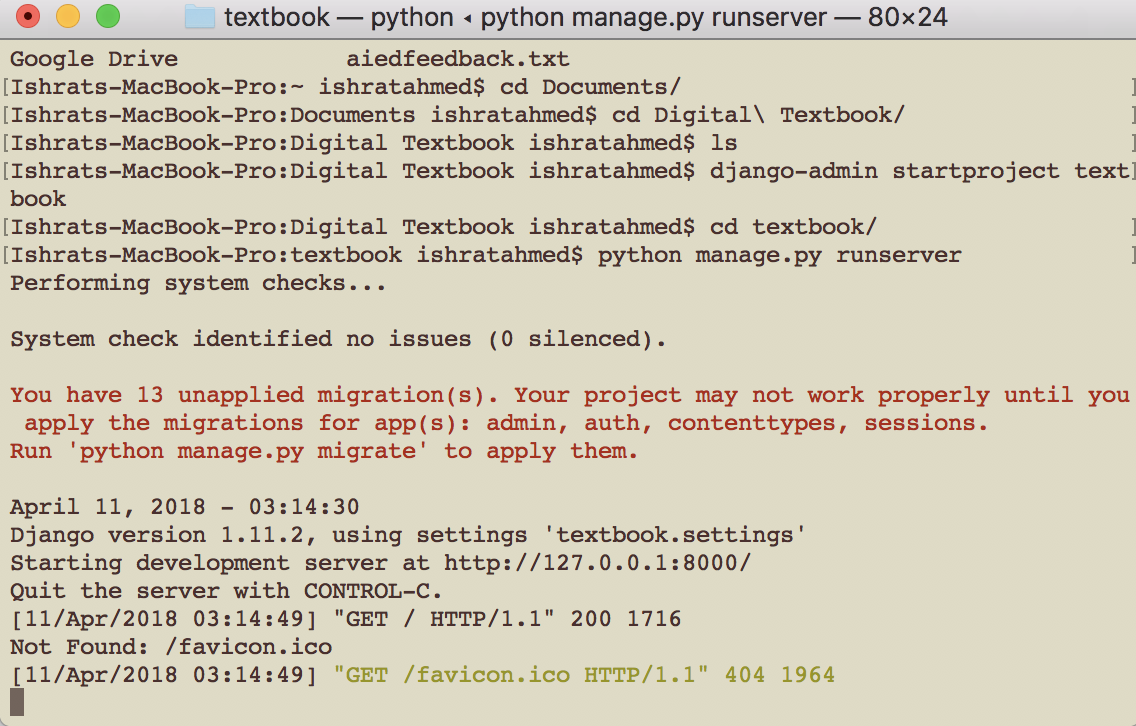 textbook — python ◂ python manage.py runserver — 80×24
Google Drive            aiedfeedback.txt
[Ishrats-MacBook-Pro:~ ishratahmed$ cd Documents/ ]
[Ishrats-MacBook-Pro:Documents ishratahmed$ cd Digital\ Textbook/ ]
[Ishrats-MacBook-Pro:Digital Textbook ishratahmed$ ls ]
[Ishrats-MacBook-Pro:Digital Textbook ishratahmed$ django-admin startproject text]
book
[Ishrats-MacBook-Pro:Digital Textbook ishratahmed$ cd textbook/ ]
[Ishrats-MacBook-Pro:textbook ishratahmed$ python manage.py runserver ]
Performing system checks...

System check identified no issues (0 silenced).

You have 13 unapplied migration(s). Your project may not work properly until you
 apply the migrations for app(s): admin, auth, contenttypes, sessions.
Run 'python manage.py migrate' to apply them.

April 11, 2018 - 03:14:30
Django version 1.11.2, using settings 'textbook.settings'
Starting development server at http://127.0.0.1:8000/
Quit the server with CONTROL-C.
[11/Apr/2018 03:14:49] "GET / HTTP/1.1" 200 1716
Not Found: /favicon.ico
[11/Apr/2018 03:14:49] "GET /favicon.ico HTTP/1.1" 404 1964